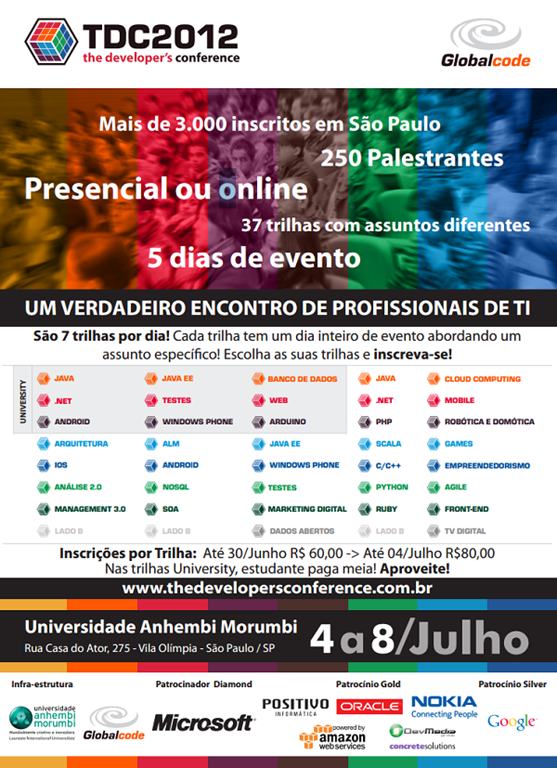 TDC2012
the developer's conference
Globalcode
Mais de 3.000 inscritos em São Paulo
250 Palestrantes
Presencial ou online
37 trilhas com assuntos diferentes
5 dias de evento
UM VERDADEIRO ENCONTRO DE PROFISSIONAIS DE TI
São 7 trilhas por dia! Cada trilha tem um dia inteiro de evento abordando um
assunto específico! Escolha as suas trilhas e inscreva-se!
UNIVERSITY
JAVA JAVA EE BANCO DE DADOS JAVA CLOUD COMPUTING
.NET TESTES WEB .NET MOBILE
ANDROID WINDOWS PHONE ARDUINO PHP ROBÓTICA E DOMÓTICA
ARQUITETURA ALM JAVA EE SCALA GAMES
IOS ANDROID WINDOWS PHONE C/C++ EMPREENDEDORISMO
ANÁLISE 2.0 NOSQL TESTES PYTHON AGILE
MANAGEMENT 3.0 SOA MARKETING DIGITAL RUBY FRONT-END
LADO B LADO B DADOS ABERTOS LADO B TV DIGITAL
Inscrições por Trilha: Até 30/Junho R$ 60,00 -> Até 04/Julho R$80,00
Nas trilhas University, estudante paga meia! Aproveite!
www.thedevelopersconference.com.br
Universidade Anhembi Morumbi
Rua Casa do Ator, 275 - Vila Olímpia - São Paulo / SP
4 a 8/Julho
Infra-estrutura Patrocinador Diamond Patrocínio Gold Patrocínio Silver
universidade
anhembi
morumbi
Laureate International Universities
Globalcode
Microsoft
POSITIVO
INFORMÁTICA
ORACLE
NOKIA
Connecting People
powered by
amazon
web services
DevMedia
concretesolutions
Google